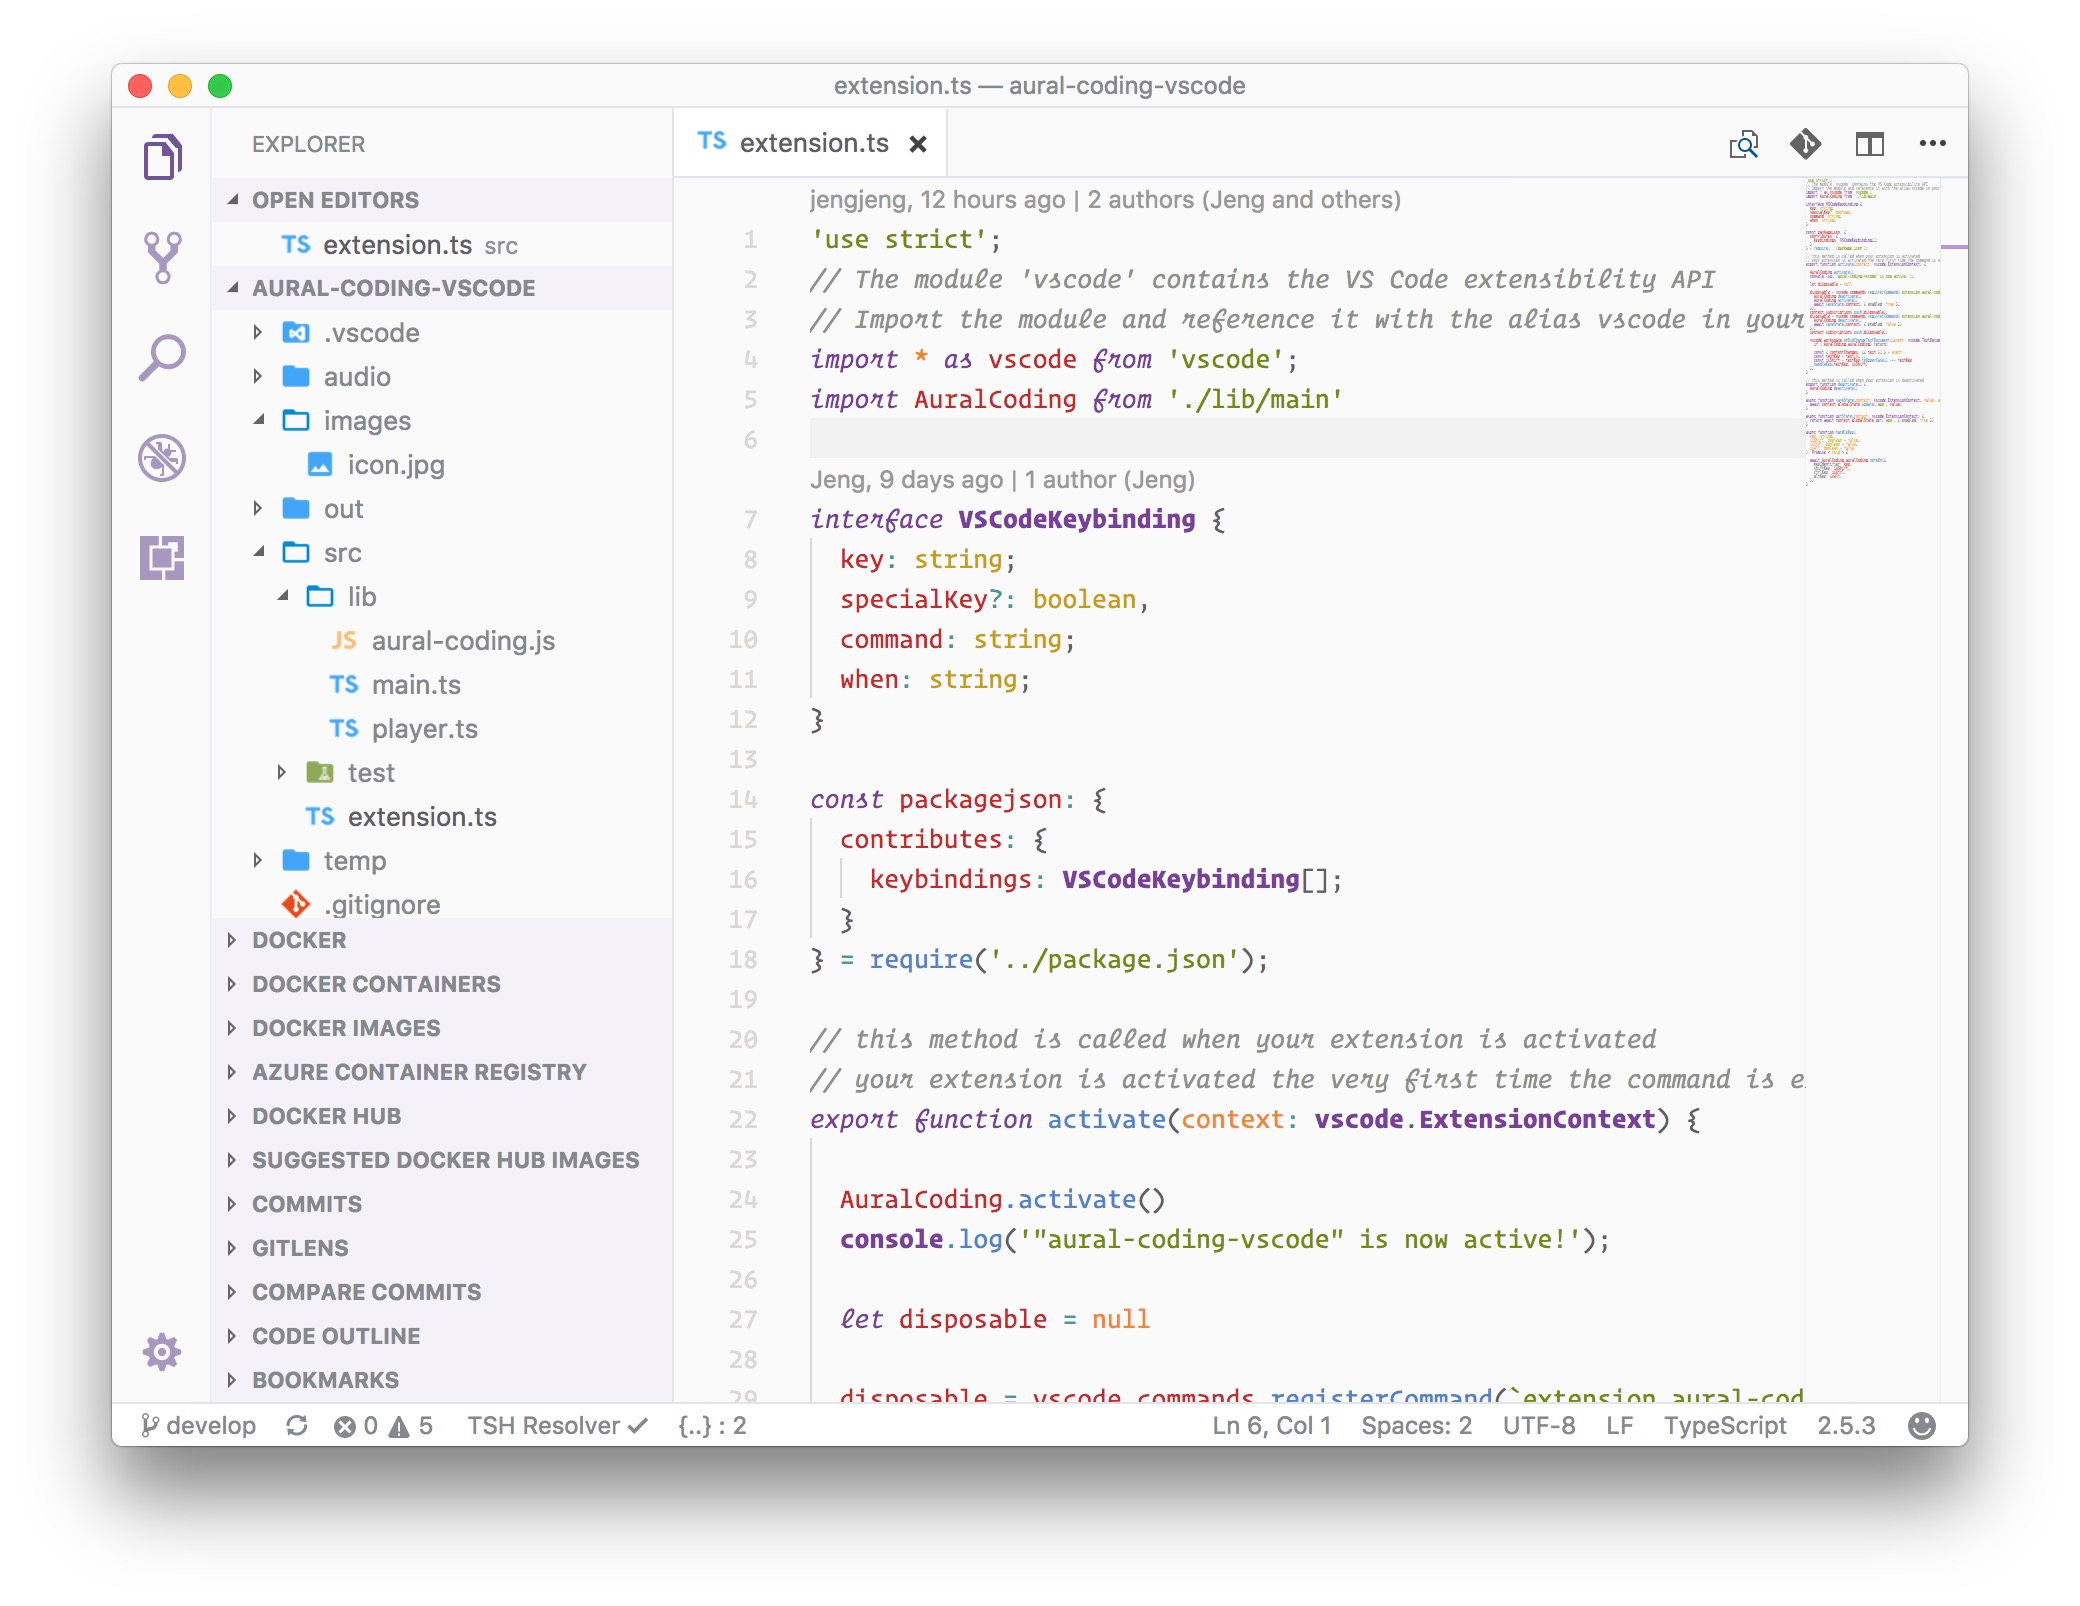 extension.ts — aural-coding-vscode
EXPLORER
OPEN EDITORS
TS extension.ts src
AURAL-CODING-VSCODE
.vscode
audio
images
icon.jpg
out
src
lib
JS aural-coding.js
TS main.ts
TS player.ts
test
TS extension.ts
temp
.gitignore
DOCKER
DOCKER CONTAINERS
DOCKER IMAGES
AZURE CONTAINER REGISTRY
DOCKER HUB
SUGGESTED DOCKER HUB IMAGES
COMMITS
GITLENS
COMPARE COMMITS
CODE OUTLINE
BOOKMARKS
TS extension.ts
jengjeng, 12 hours ago | 2 authors (Jeng and others)
1 'use strict';
2 // The module 'vscode' contains the VS Code extensibility API
3 // Import the module and reference it with the alias vscode in your
4 import * as vscode from 'vscode';
5 import AuralCoding from './lib/main'
6
Jeng, 9 days ago | 1 author (Jeng)
7 interface VSCodeKeybinding {
8 key: string;
9 specialKey?: boolean,
10 command: string;
11 when: string;
12 }
13
14 const packagejson: {
15 contributes: {
16 keybindings: VSCodeKeybinding[];
17 }
18 } = require('../package.json');
19
20 // this method is called when your extension is activated
21 // your extension is activated the very first time the command is e
22 export function activate(context: vscode.ExtensionContext) {
23
24 AuralCoding.activate()
25 console.log('"aural-coding-vscode" is now active!');
26
27 let disposable = null
28
29 disposable = vscode.commands.registerCommand(`extension.aural-cod
develop 0 5 TSH Resolver ✓ {..} : 2 Ln 6, Col 1 Spaces: 2 UTF-8 LF TypeScript 2.5.3